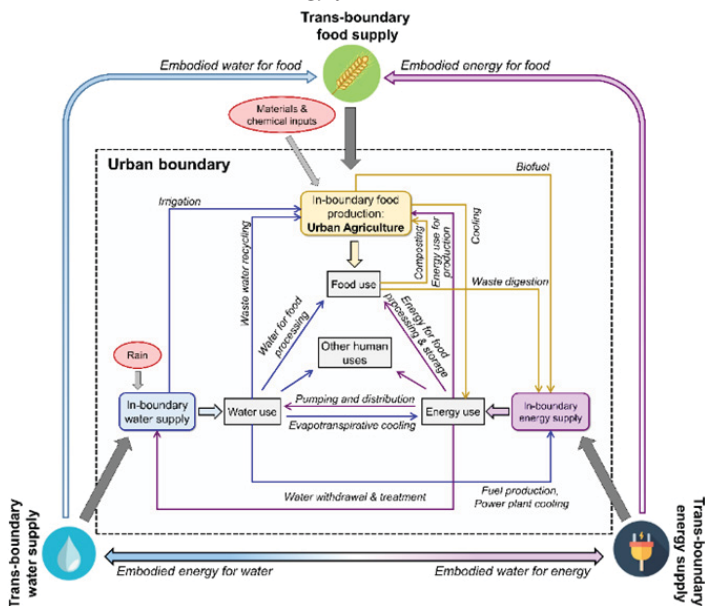 Trans-boundary
food supply
Embodied water for food
Embodied energy for food
Materials &
chemical inputs
Urban boundary
Biofuel
Irrigation
In-boundary food
production:
Urban Agriculture
Cooling
Waste water recycling
Composting
Energy use for
production
Food use
Waste digestion
Water for food
processing
Energy for food
processing & storage
Other human
uses
Rain
In-boundary
water supply
Water use
Pumping and distribution
Evapotranspirative cooling
Energy use
In-boundary
energy supply
Water withdrawal & treatment
Fuel production,
Power plant cooling
Trans-boundary
water supply
Trans-boundary
energy supply
Embodied energy for water
Embodied water for energy